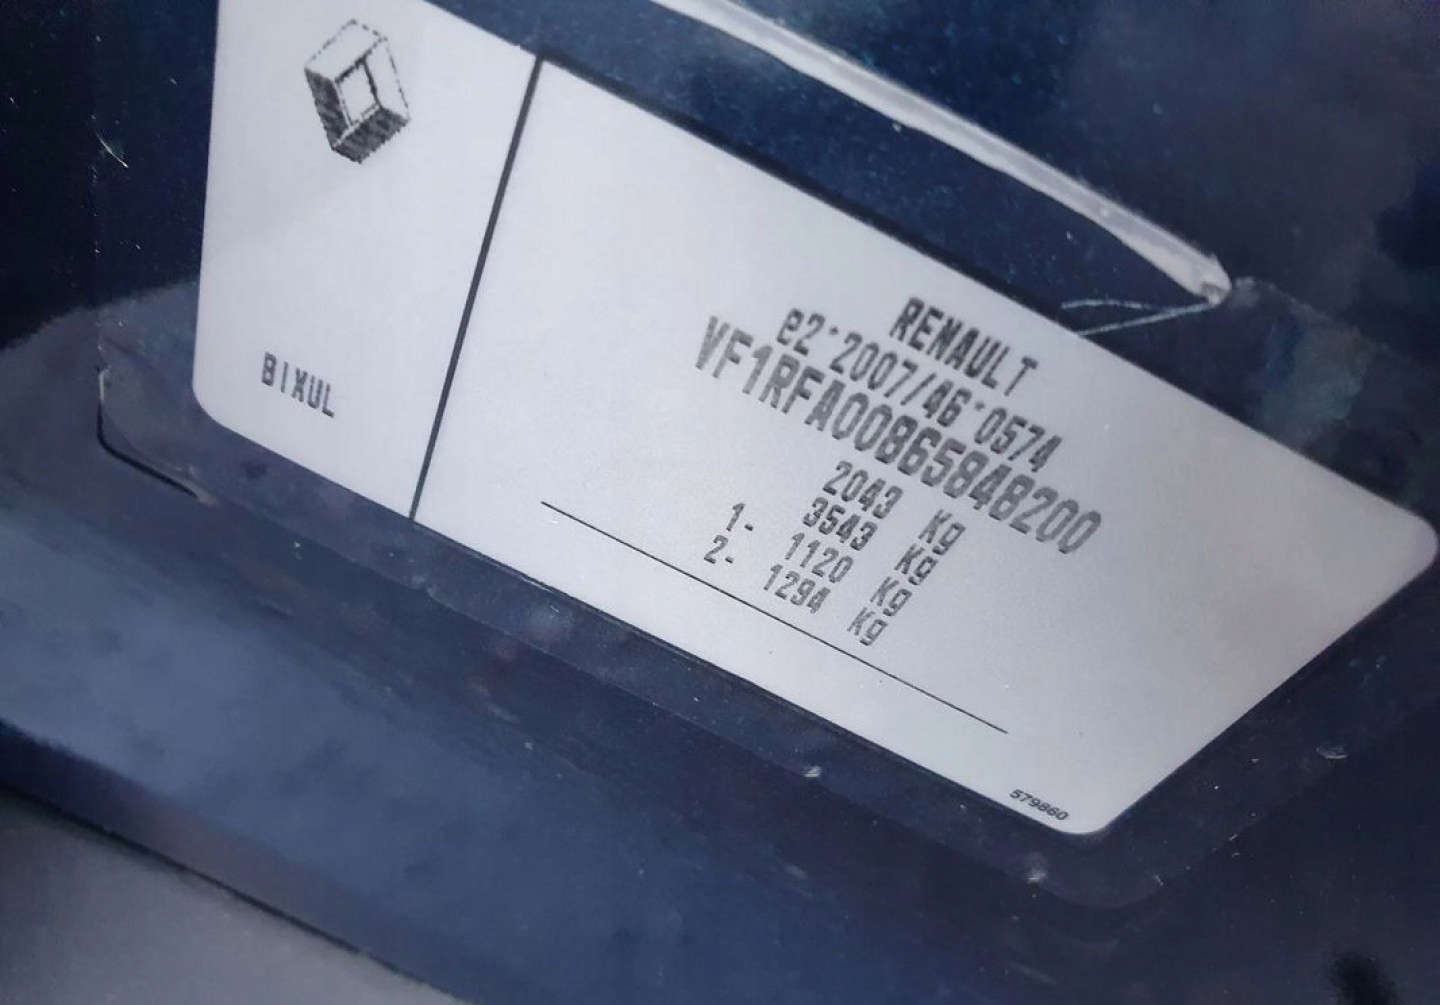 BIXUL
RENAULT
e2*2007/46*0574
VF1RFA00865848200
2043 Kg
3543 Kg
1- 1120 Kg
2- 1294 Kg
579860